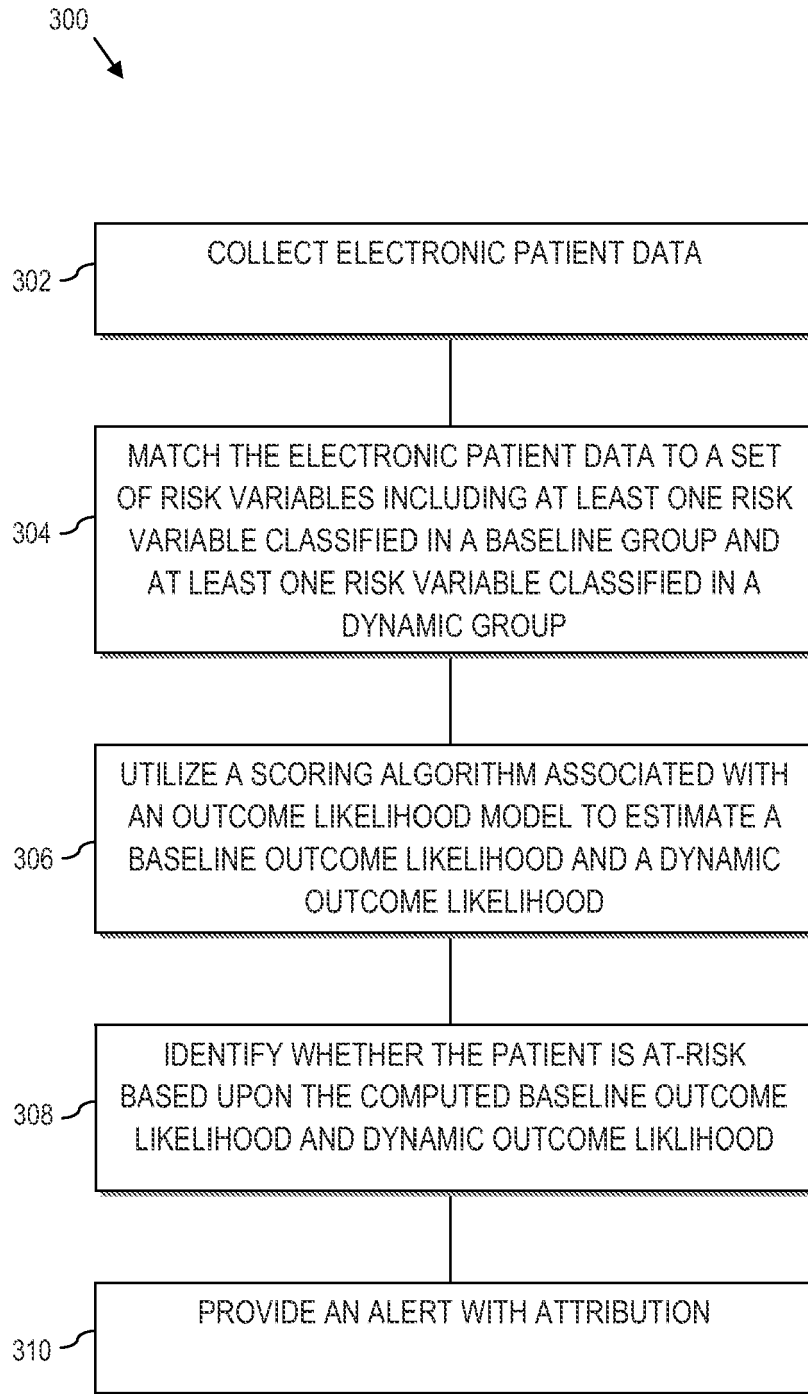 300
COLLECT ELECTRONIC PATIENT DATA
302
MATCH THE ELECTRONIC PATIENT DATA TO A SET
OF RISK VARIABLES INCLUDING AT LEAST ONE RISK
VARIABLE CLASSIFIED IN A BASELINE GROUP AND
AT LEAST ONE RISK VARIABLE CLASSIFIED IN A
DYNAMIC GROUP
304
UTILIZE A SCORING ALGORITHM ASSOCIATED WITH
AN OUTCOME LIKELIHOOD MODEL TO ESTIMATE A
BASELINE OUTCOME LIKELIHOOD AND A DYNAMIC
OUTCOME LIKELIHOOD
306
IDENTIFY WHETHER THE PATIENT IS AT-RISK
BASED UPON THE COMPUTED BASELINE OUTCOME
LIKELIHOOD AND DYNAMIC OUTCOME LIKLIHOOD
308
PROVIDE AN ALERT WITH ATTRIBUTION
310